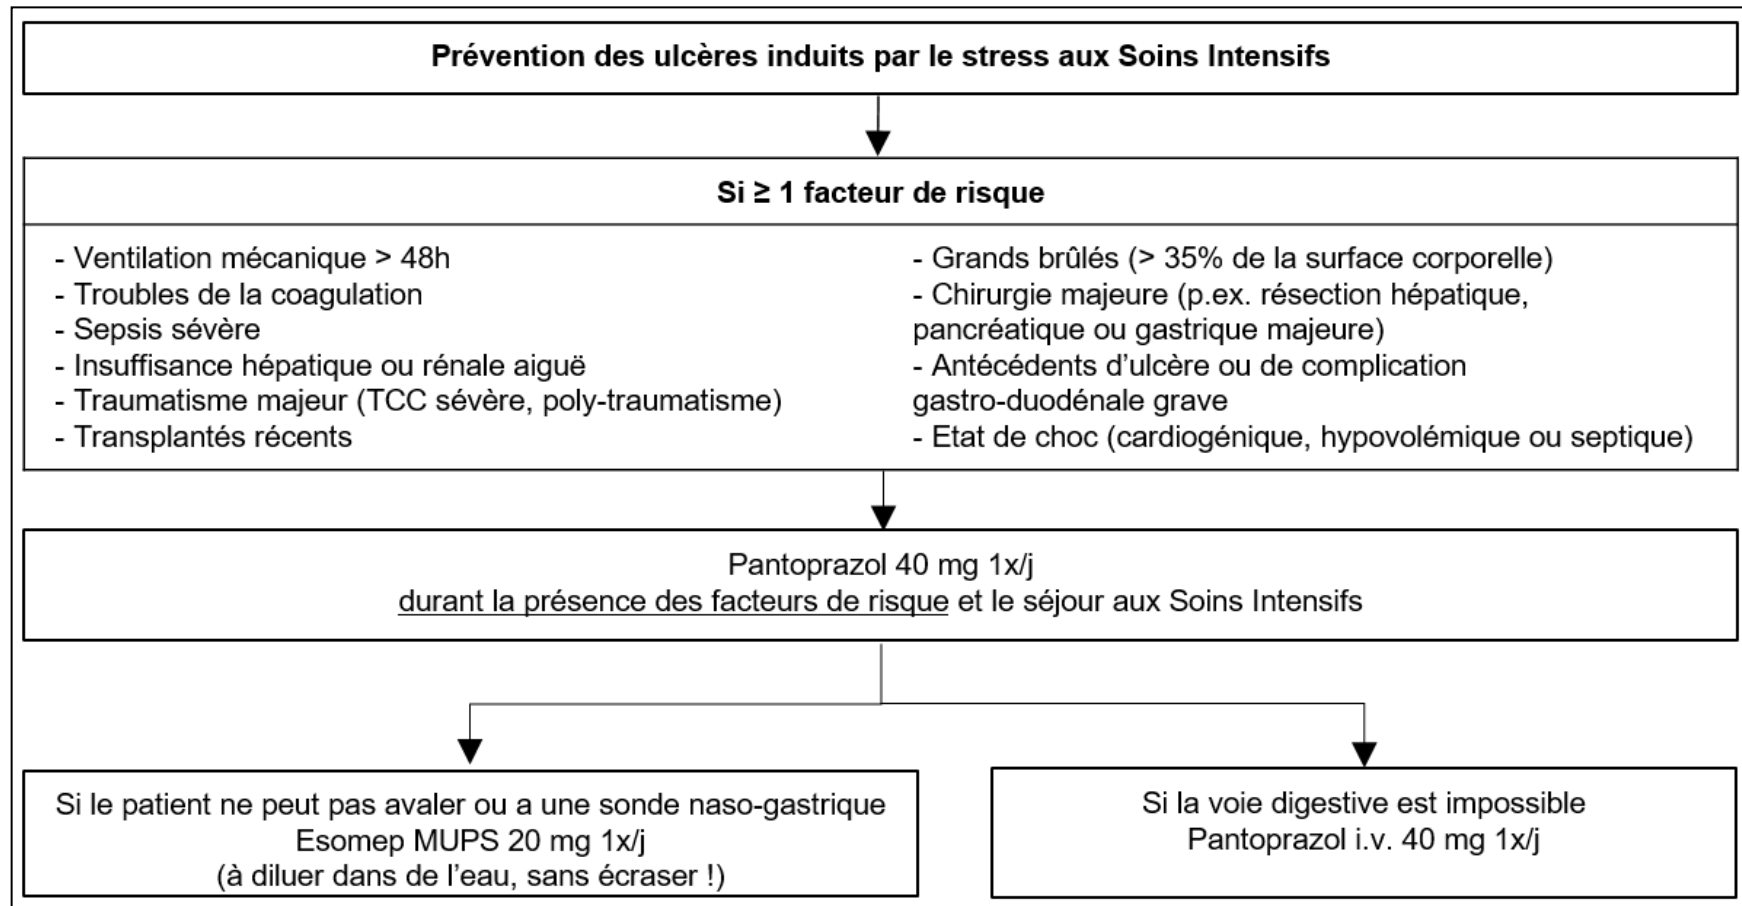 Prévention des ulcères induits par le stress aux Soins Intensifs
Si ≥ 1 facteur de risque
- Ventilation mécanique > 48h
- Troubles de la coagulation
- Sepsis sévère
- Insuffisance hépatique ou rénale aiguë
- Traumatisme majeur (TCC sévère, poly-traumatisme)
- Transplantés récents
- Grands brûlés (> 35% de la surface corporelle)
- Chirurgie majeure (p.ex. résection hépatique,
pancréatique ou gastrique majeure)
- Antécédents d’ulcère ou de complication
gastro-duodénale grave
- Etat de choc (cardiogénique, hypovolémique ou septique)
Pantoprazol 40 mg 1x/j
durant la présence des facteurs de risque et le séjour aux Soins Intensifs
Si le patient ne peut pas avaler ou a une sonde naso-gastrique
Esomep MUPS 20 mg 1x/j
(à diluer dans de l’eau, sans écraser !)
Si la voie digestive est impossible
Pantoprazol i.v. 40 mg 1x/j